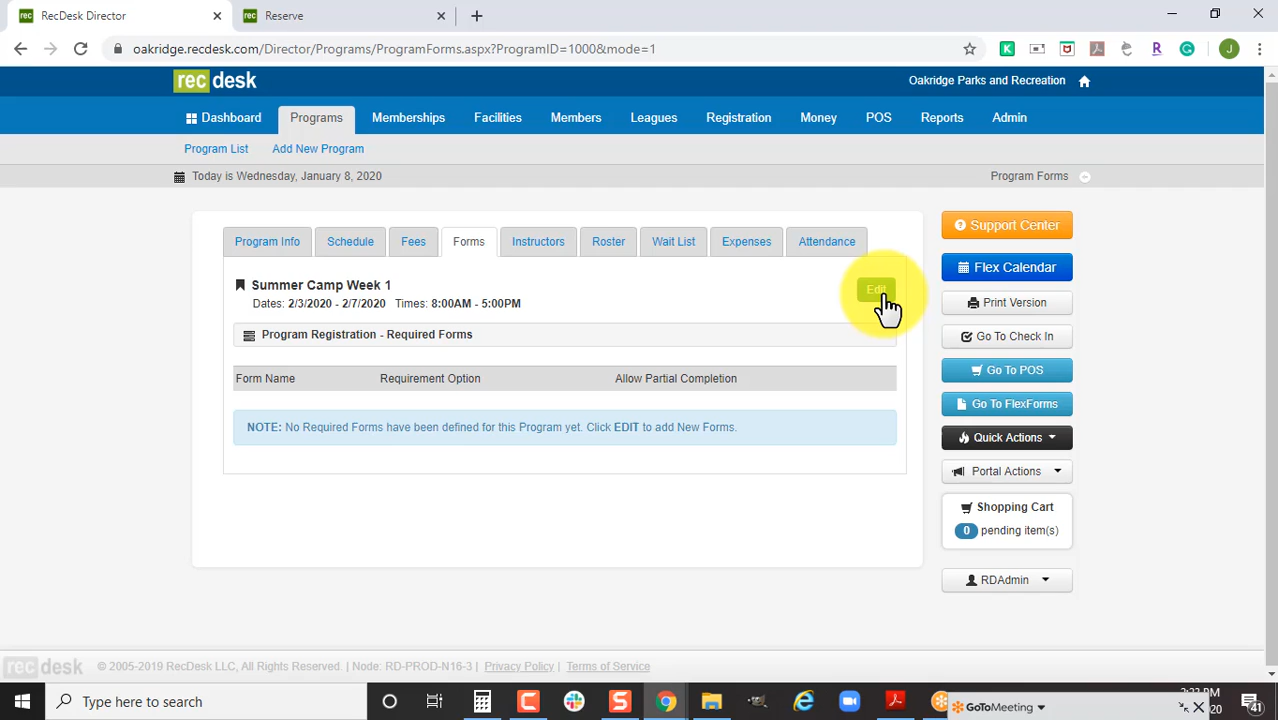 RecDesk Director
Reserve
oakridge.recdesk.com/Director/Programs/ProgramForms.aspx?ProgramID=1000&mode=1
J
recdesk
Oakridge Parks and Recreation
Dashboard Programs Memberships Facilities Members Leagues Registration Money POS Reports Admin
Program List Add New Program
Today is Wednesday, January 8, 2020
Program Forms
Program Info Schedule Fees Forms Instructors Roster Wait List Expenses Attendance
Summer Camp Week 1
Edit
Dates: 2/3/2020 - 2/7/2020 Times: 8:00AM - 5:00PM
Program Registration - Required Forms
Form Name Requirement Option Allow Partial Completion
NOTE: No Required Forms have been defined for this Program yet. Click EDIT to add New Forms.
Support Center
Flex Calendar
Print Version
Go To Check In
Go To POS
Go To FlexForms
Quick Actions
Portal Actions
Shopping Cart
0 pending item(s)
RDAdmin
recdesk © 2005-2019 RecDesk LLC, All Rights Reserved. | Node: RD-PROD-N16-3 | Privacy Policy | Terms of Service
Type here to search
GoToMeeting
41